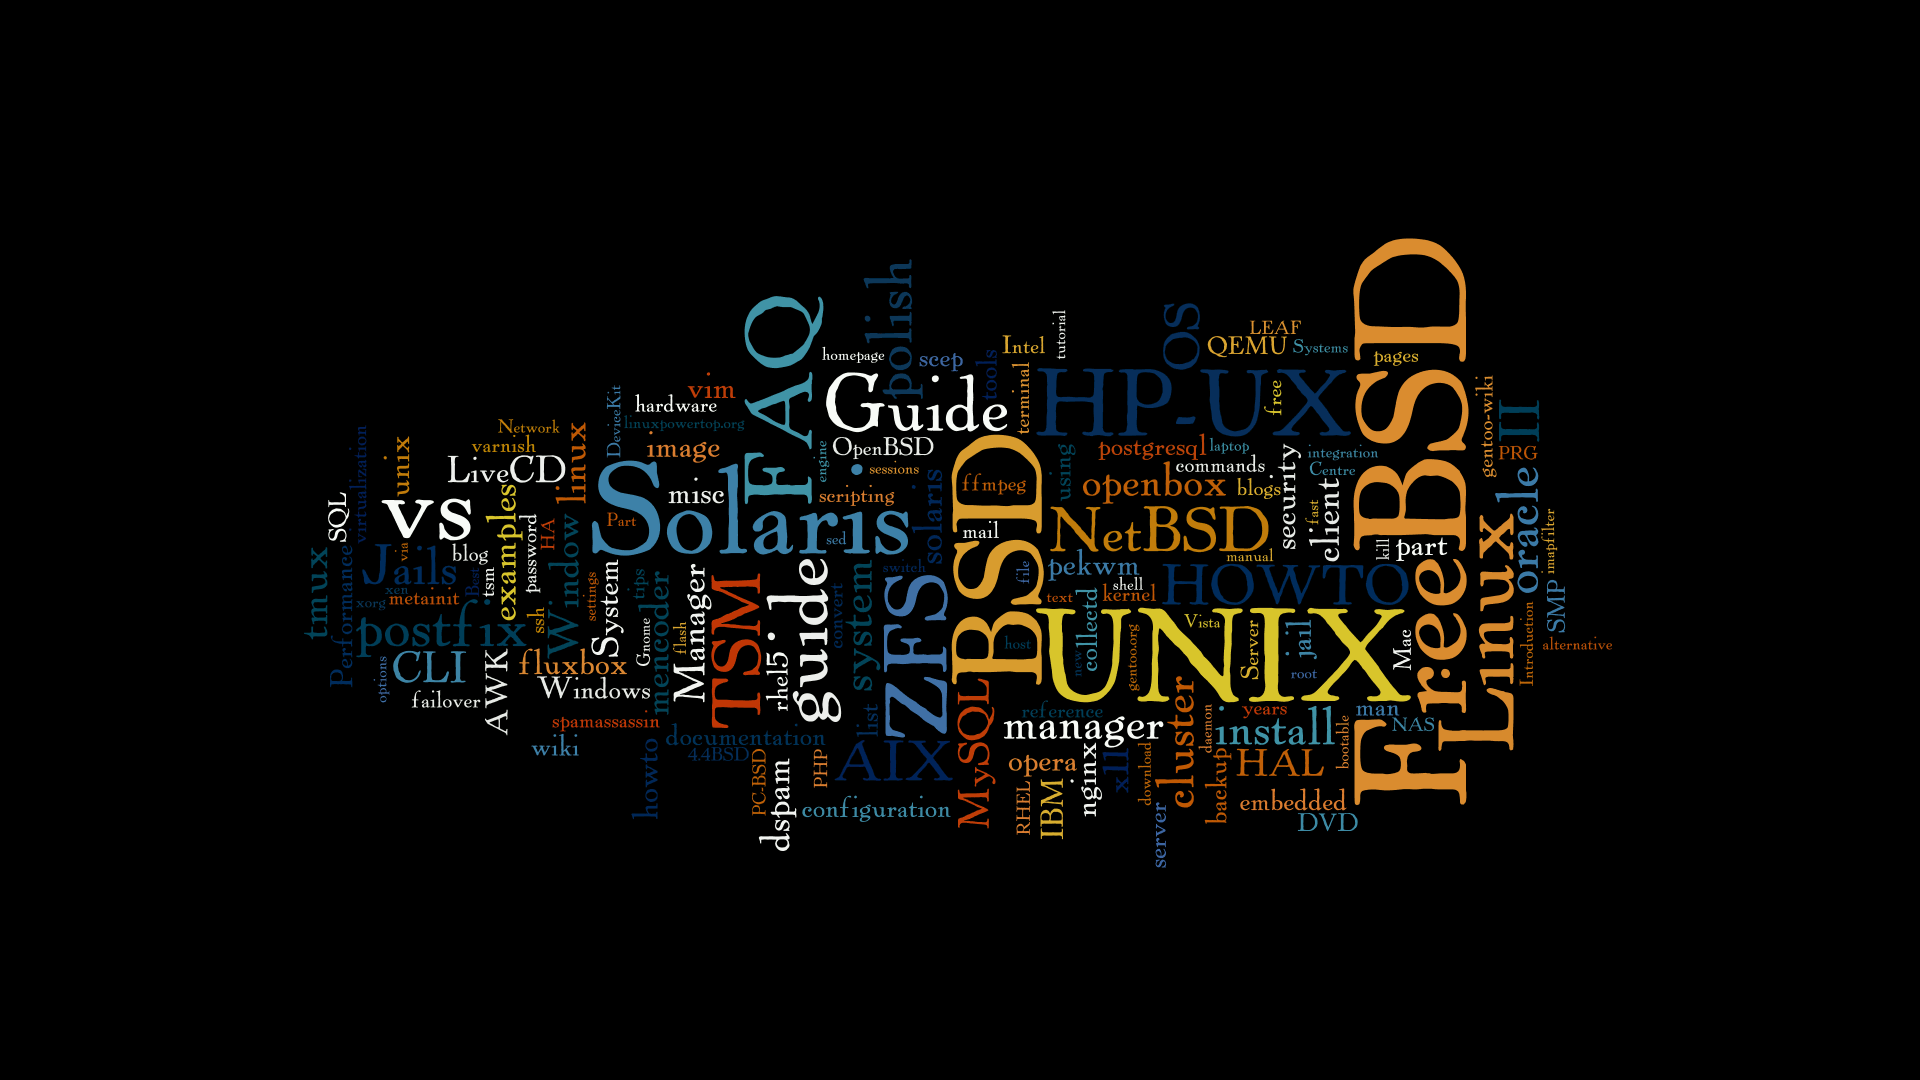 SQL
tmux
Performance
virtualization
xorg
xen
via
unix
vs
Jails
metainit
postfix
options
CLI
failover
blog
LiveCD
varnish
Network
Best
tsm
examples
AWK
password
ssh
HA
Window
linux
fluxbox
Windows
spamassassin
wiki
settings
System
tips
Gnome
mencoder
howto
DeviceKit
linuxpowertop.org
hardware
vim
image
misc
Part
Solaris
FAQ
flash
Manager
TSM
documentation
4.4BSD
PC-BSD
dspam
rhel5
guide
PHP
configuration
homepage
polish
scep
Guide
OpenBSD
engine
sessions
scripting
sed
solaris
switch
convert
system
list
ZFS
AIX
tools
Intel
terminal
tutorial
BSD
ffmpeg
mail
file
host
MySQL
reference
manager
opera
RHEL
IBM
nginx
x11
download
server
HP-UX
OS
LEAF
QEMU
Systems
free
using
postgresql
laptop
commands
integration
Centre
openbox
blogs
security
client
fast
NetBSD
manual
pekwm
shell
kernel
text
HOWTO
collectd
new
gentoo.org
UNIX
Vista
Server
jail
root
Mac
cluster
daemon
backup
years
install
HAL
embedded
DVD
bootable
man
NAS
FreeBSD
pages
kill
part
Linux
gentoo-wiki
II
PRG
oracle
imapfilter
SMP
Introduction
alternative